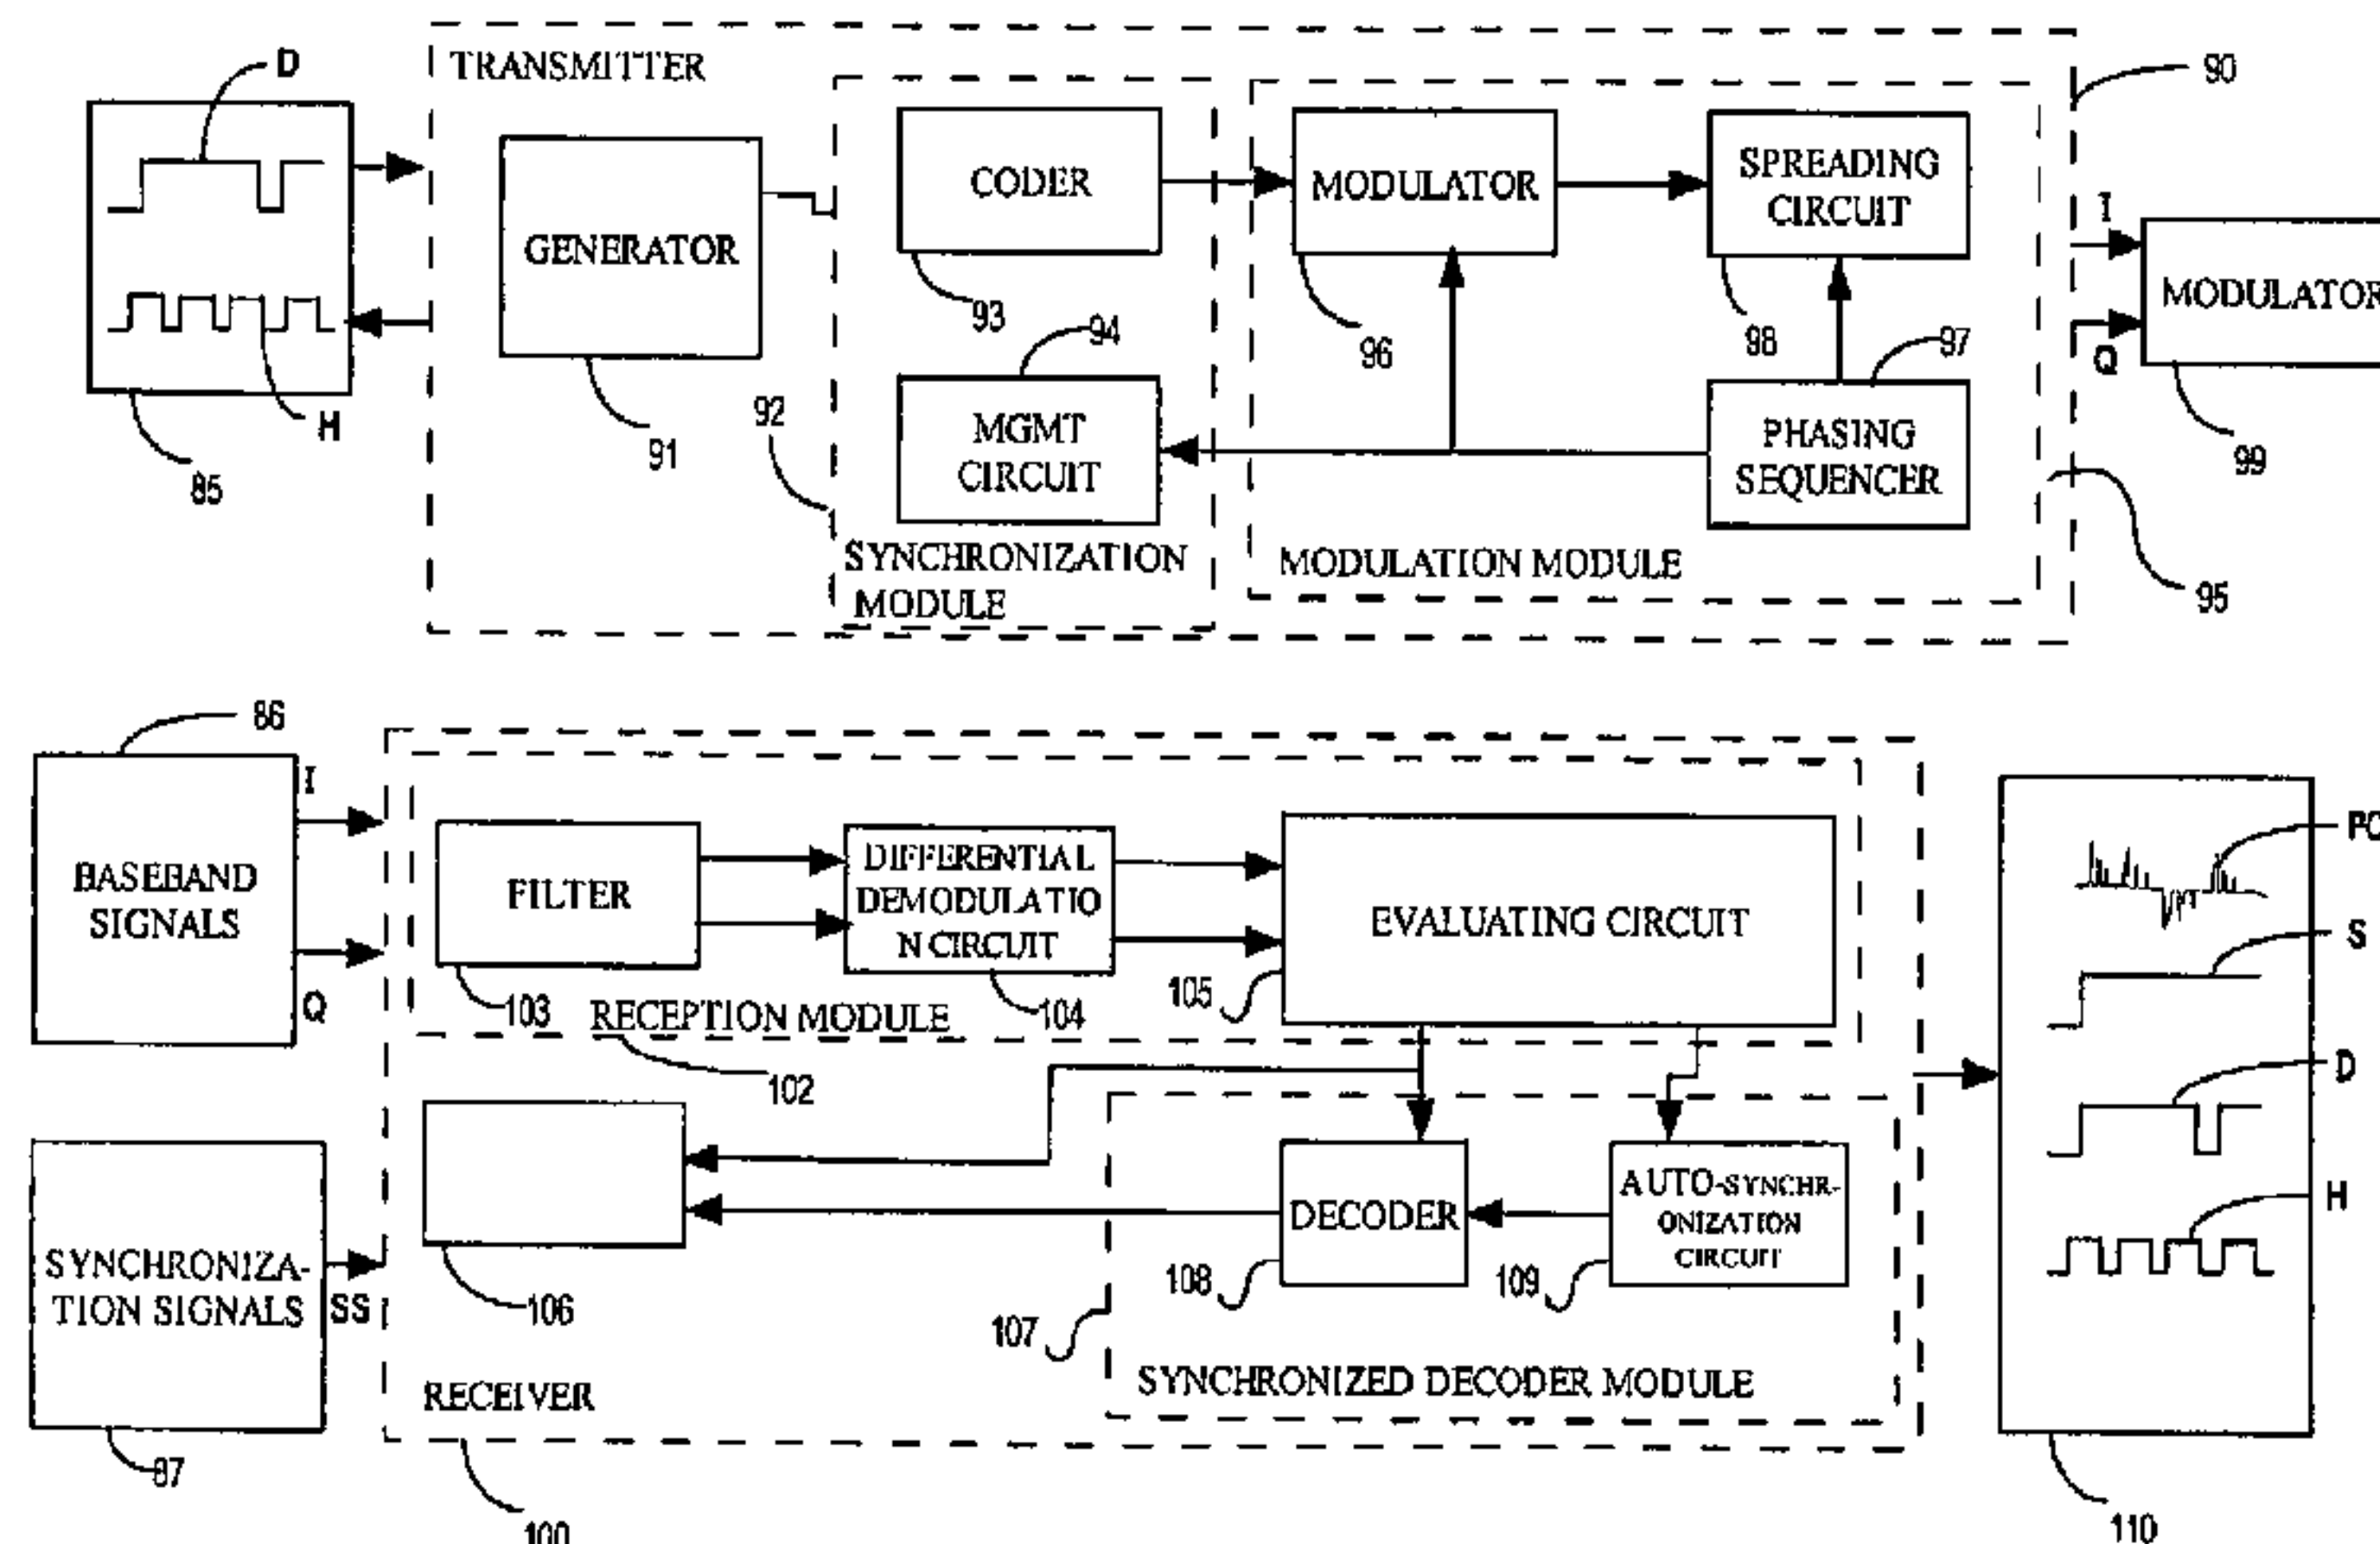 D
TRANSMITTER
90
CODER
MODULATOR
SPREADING
CIRCUIT
GENERATOR
I
MODULATOR
93
94
96
98
97
Q
H
92
MGMT
CIRCUIT
PHASING
SEQUENCER
91
99
85
SYNCHRONIZATION
MODULE
MODULATION MODULE
95
86
I
BASEBAND
SIGNALS
FILTER
DIFFERENTIAL
DEMODULATIO
N CIRCUIT
EVALUATING CIRCUIT
S
Q
103
RECEPTION MODULE
104
105
102
D
SYNCHRONIZA-
TION SIGNALS
SS
106
DECODER
AUTO-SYNCHR-
ONIZATION
CIRCUIT
H
108
109
107
SYNCHRONIZED DECODER MODULE
RECEIVER
87
100
110